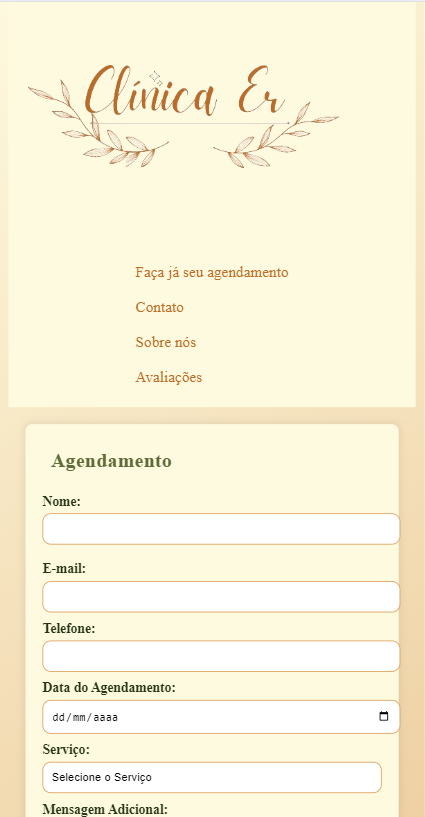 Clínica Er
Faça já seu agendamento
Contato
Sobre nós
Avaliações
Agendamento
Nome:
E-mail:
Telefone:
Data do Agendamento:
dd/mm/aaaa
Serviço:
Selecione o Serviço
Mensagem Adicional: